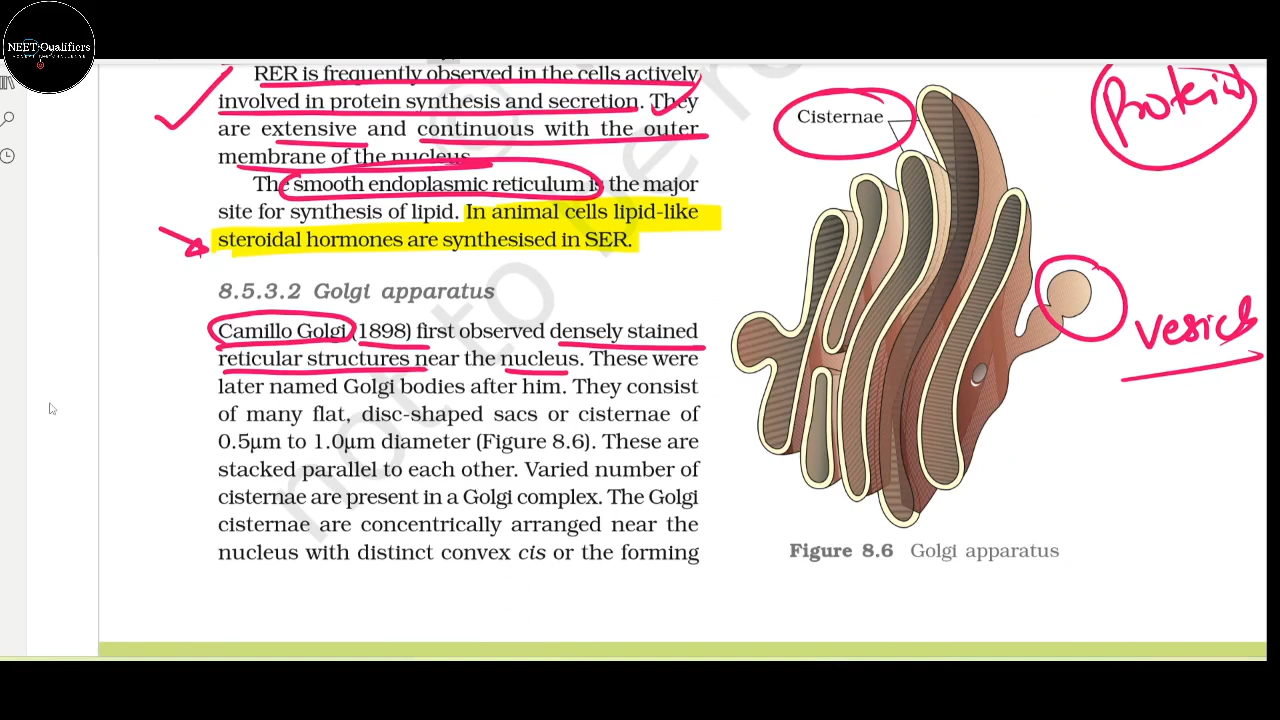 NEET Qualifiers
RER is frequently observed in the cells actively
involved in protein synthesis and secretion. They
are extensive and continuous with the outer
membrane of the nucleus.
The smooth endoplasmic reticulum is the major
site for synthesis of lipid. In animal cells lipid-like
steroidal hormones are synthesised in SER.
8.5.3.2 Golgi apparatus
Camillo Golgi (1898) first observed densely stained
reticular structures near the nucleus. These were
later named Golgi bodies after him. They consist
of many flat, disc-shaped sacs or cisternae of
0.5μm to 1.0μm diameter (Figure 8.6). These are
stacked parallel to each other. Varied number of
cisternae are present in a Golgi complex. The Golgi
cisternae are concentrically arranged near the
nucleus with distinct convex cis or the forming
Cisternae
Protein
Figure 8.6 Golgi apparatus
not to be re